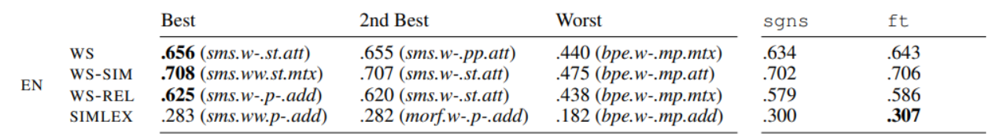 Best 2nd Best Worst sgns ft
WS .656 (sms.w-.st.att) .655 (sms.w-.pp.att) .440 (bpe.w-.mp.mtx) .634 .643
WS-SIM .708 (sms.ww.st.mtx) .707 (sms.w-.st.att) .475 (bpe.w-.mp.att) .702 .706
EN
WS-REL .625 (sms.w-.p-.add) .620 (sms.w-.st.att) .438 (bpe.w-.mp.mtx) .579 .586
SIMLEX .283 (sms.ww.p-.add) .282 (morf.w-.p-.add) .182 (bpe.w-.mp.add) .300 .307